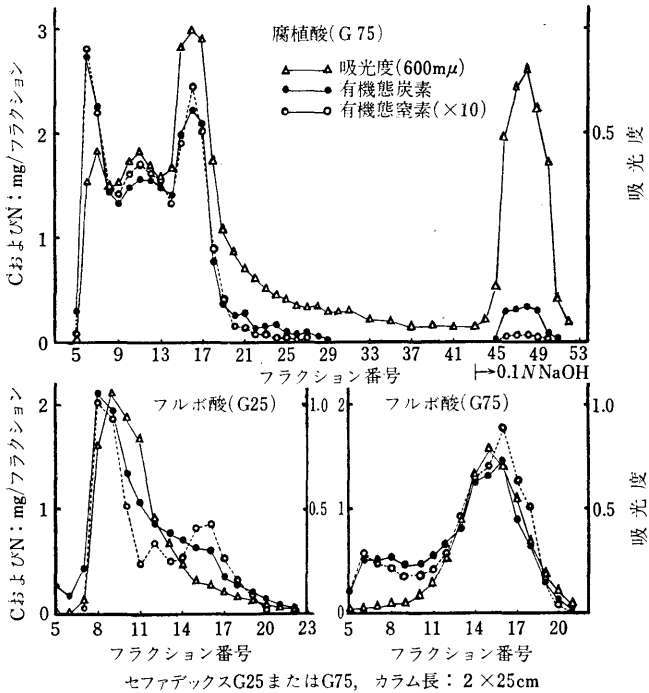 腐植酸(G 75)
吸光度(600mμ)
有機態炭素
有機態窒素(×10)
CおよびN:mg/フラクション
3
2
1
0
0.5
吸光度
5 9 13 17 21 25 29 33 37 41 45 49 53
フラクション番号
→0.1N NaOH
フルボ酸(G25)
CおよびN:mg/フラクション
2
1
0
1.0
0.5
5 8 11 14 17 20 23
フラクション番号
フルボ酸(G75)
2
1
0
1.0
0.5
吸光度
5 8 11 14 17 20
フラクション番号
セファデックスG25またはG75, カラム長:2×25cm